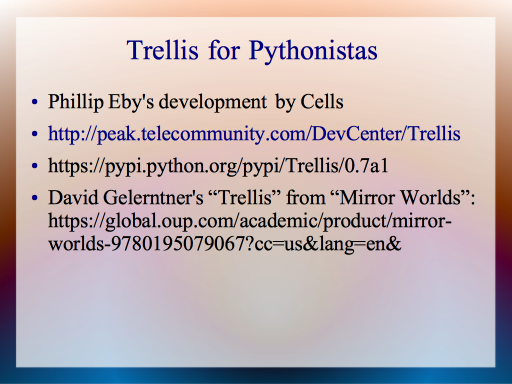 Trellis for Pythonistas
• Phillip Eby's development by Cells
• http://peak.telecommunity.com/DevCenter/Trellis
• https://pypi.python.org/pypi/Trellis/0.7a1
• David Gelerntner's “Trellis” from “Mirror Worlds”:
https://global.oup.com/academic/product/mirror-
worlds-9780195079067?cc=us&lang=en&